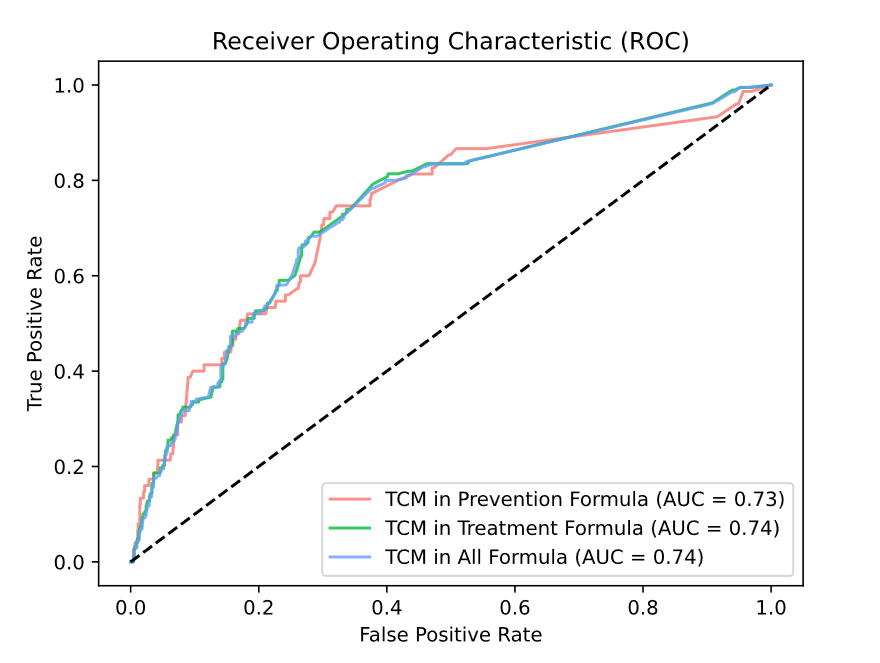 Receiver Operating Characteristic (ROC)
True Positive Rate
1.0
0.8
0.6
0.4
0.2
0.0
TCM in Prevention Formula (AUC = 0.73)
TCM in Treatment Formula (AUC = 0.74)
TCM in All Formula (AUC = 0.74)
0.0 0.2 0.4 0.6 0.8 1.0
False Positive Rate